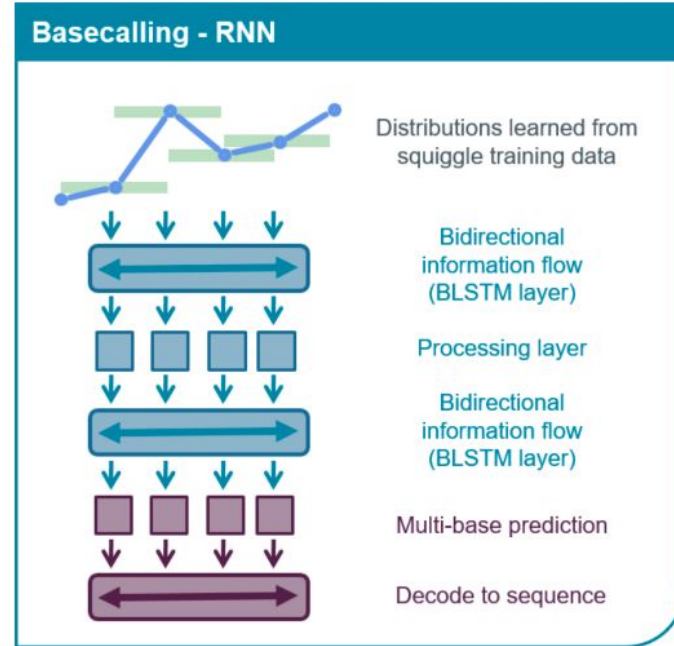 Basecalling - RNN
Distributions learned from
squiggle training data
Bidirectional
information flow
(BLSTM layer)
Processing layer
Bidirectional
information flow
(BLSTM layer)
Multi-base prediction
Decode to sequence